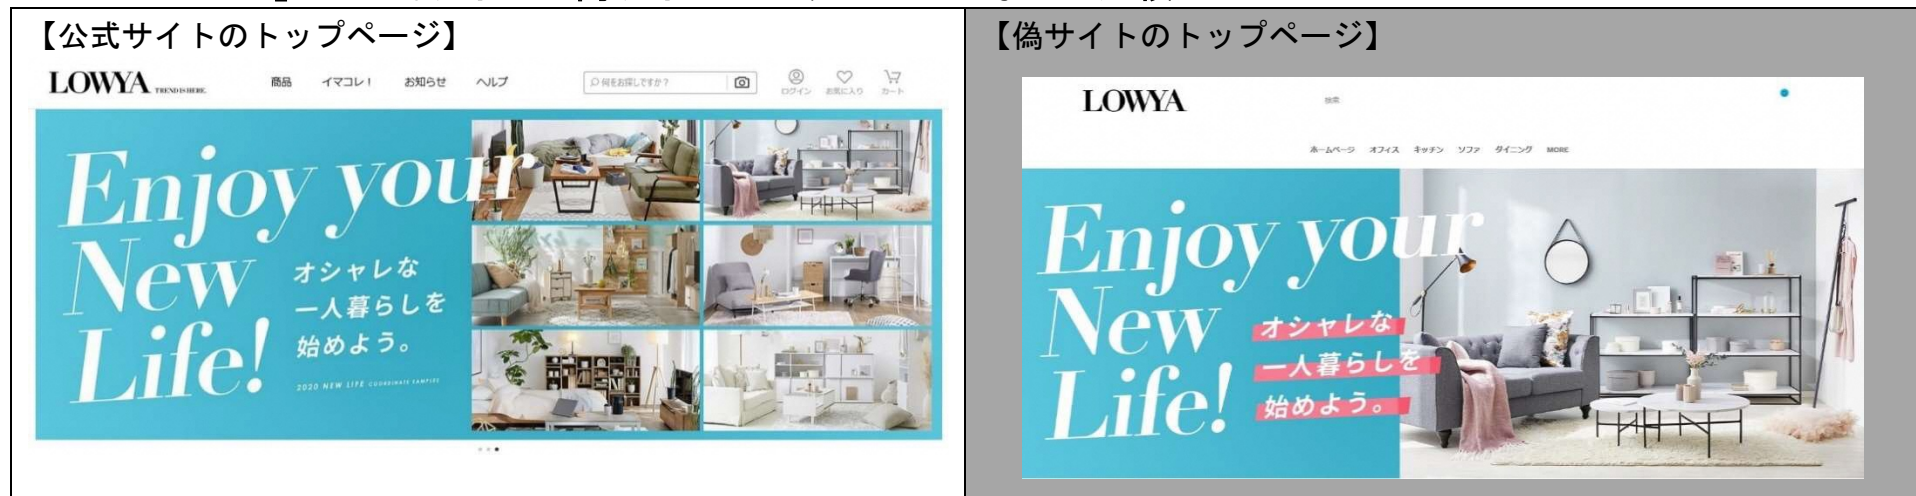 【公式サイトのトップページ】
LOWYA TREND IS HERE.
商品 イマコレ! お知らせ ヘルプ
何をお探しですか?
ログイン お気に入り カート
Enjoy your
New
Life!
オシャレな
一人暮らしを
始めよう。
2020 NEW LIFE COORDINATE SAMPLES
【偽サイトのトップページ】
LOWYA
検索
ホームページ オフィス キッチン ソファ ダイニング MORE
Enjoy your
New
Life!
オシャレな
一人暮らしを
始めよう。